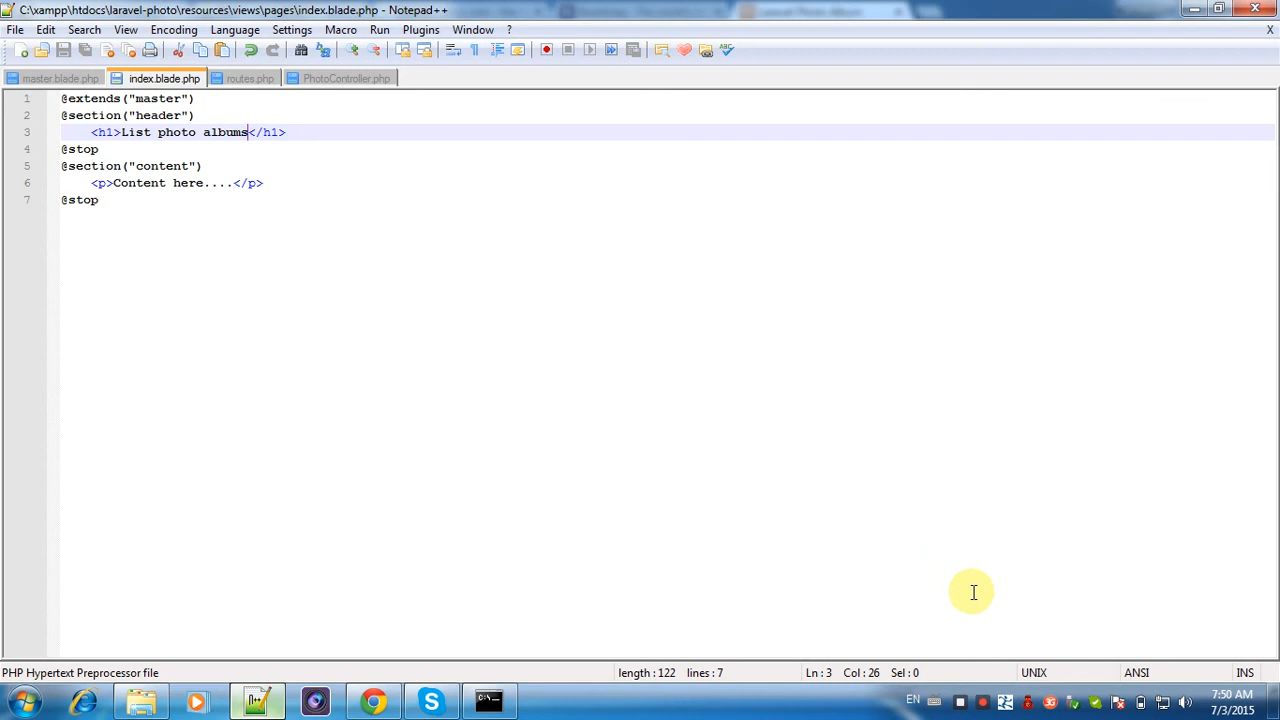 C:\xampp\htdocs\laravel-photo\resources\views\pages\index.blade.php - Notepad++
File Edit Search View Encoding Language Settings Macro Run Plugins Window ? X
master.blade.php index.blade.php routes.php PhotoController.php
1 @extends("master")
2 @section("header")
3 <h1>List photo albums</h1>
4 @stop
5 @section("content")
6 <p>Content here....</p>
7 @stop
PHP Hypertext Preprocessor file length : 122 lines : 7 Ln : 3 Col : 26 Sel : 0 UNIX ANSI INS
EN 7:50 AM
7/3/2015